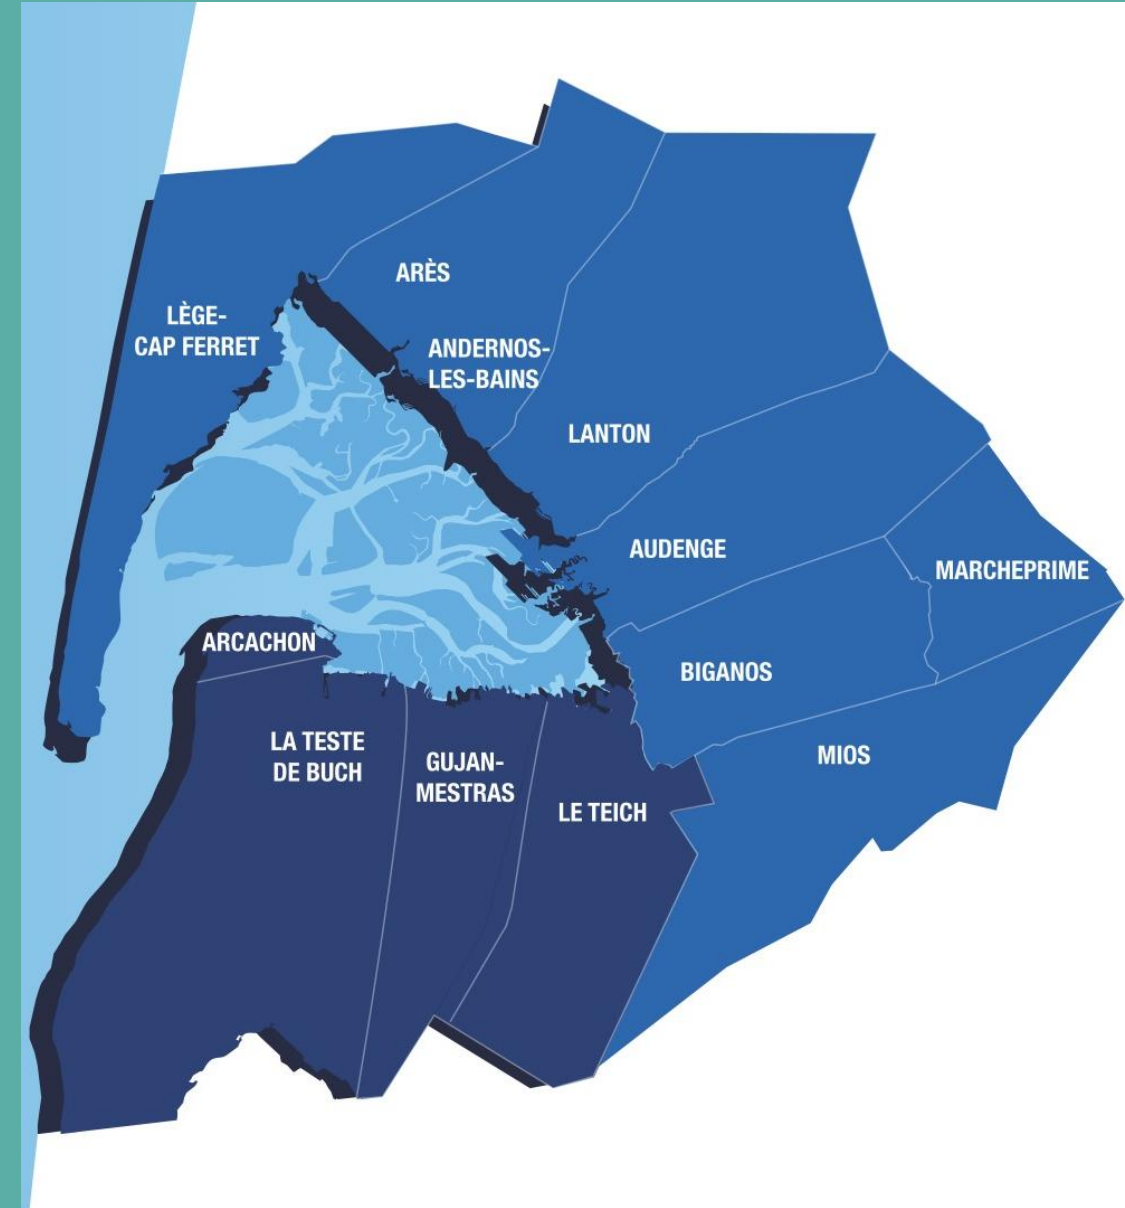 ARÈS
LÈGE-
CAP FERRET
ANDERNOS-
LES-BAINS
LANTON
AUDENGE
MARCHEPRIME
ARCACHON
BIGANOS
LA TESTE
DE BUCH
GUJAN-
MESTRAS
MIOS
LE TEICH